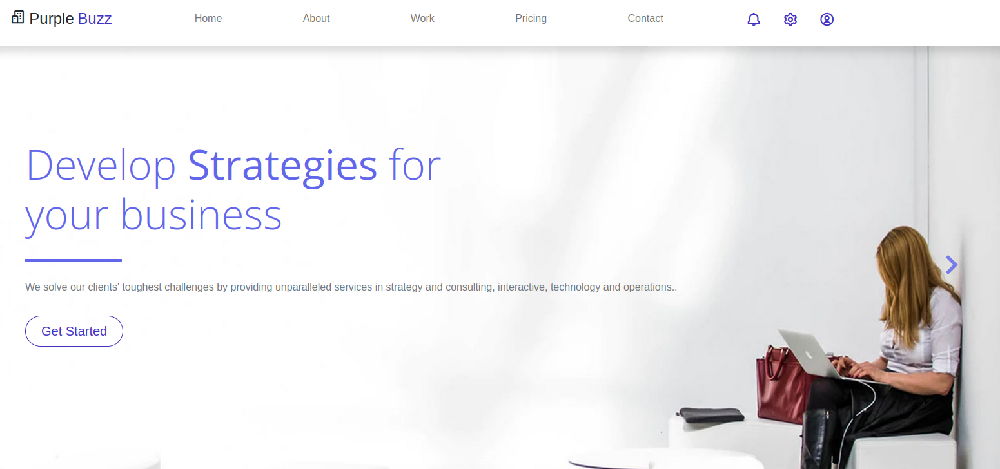 Purple Buzz
Home
About
Work
Pricing
Contact
Develop Strategies for
your business
We solve our clients' toughest challenges by providing unparalleled services in strategy and consulting, interactive, technology and operations..
Get Started